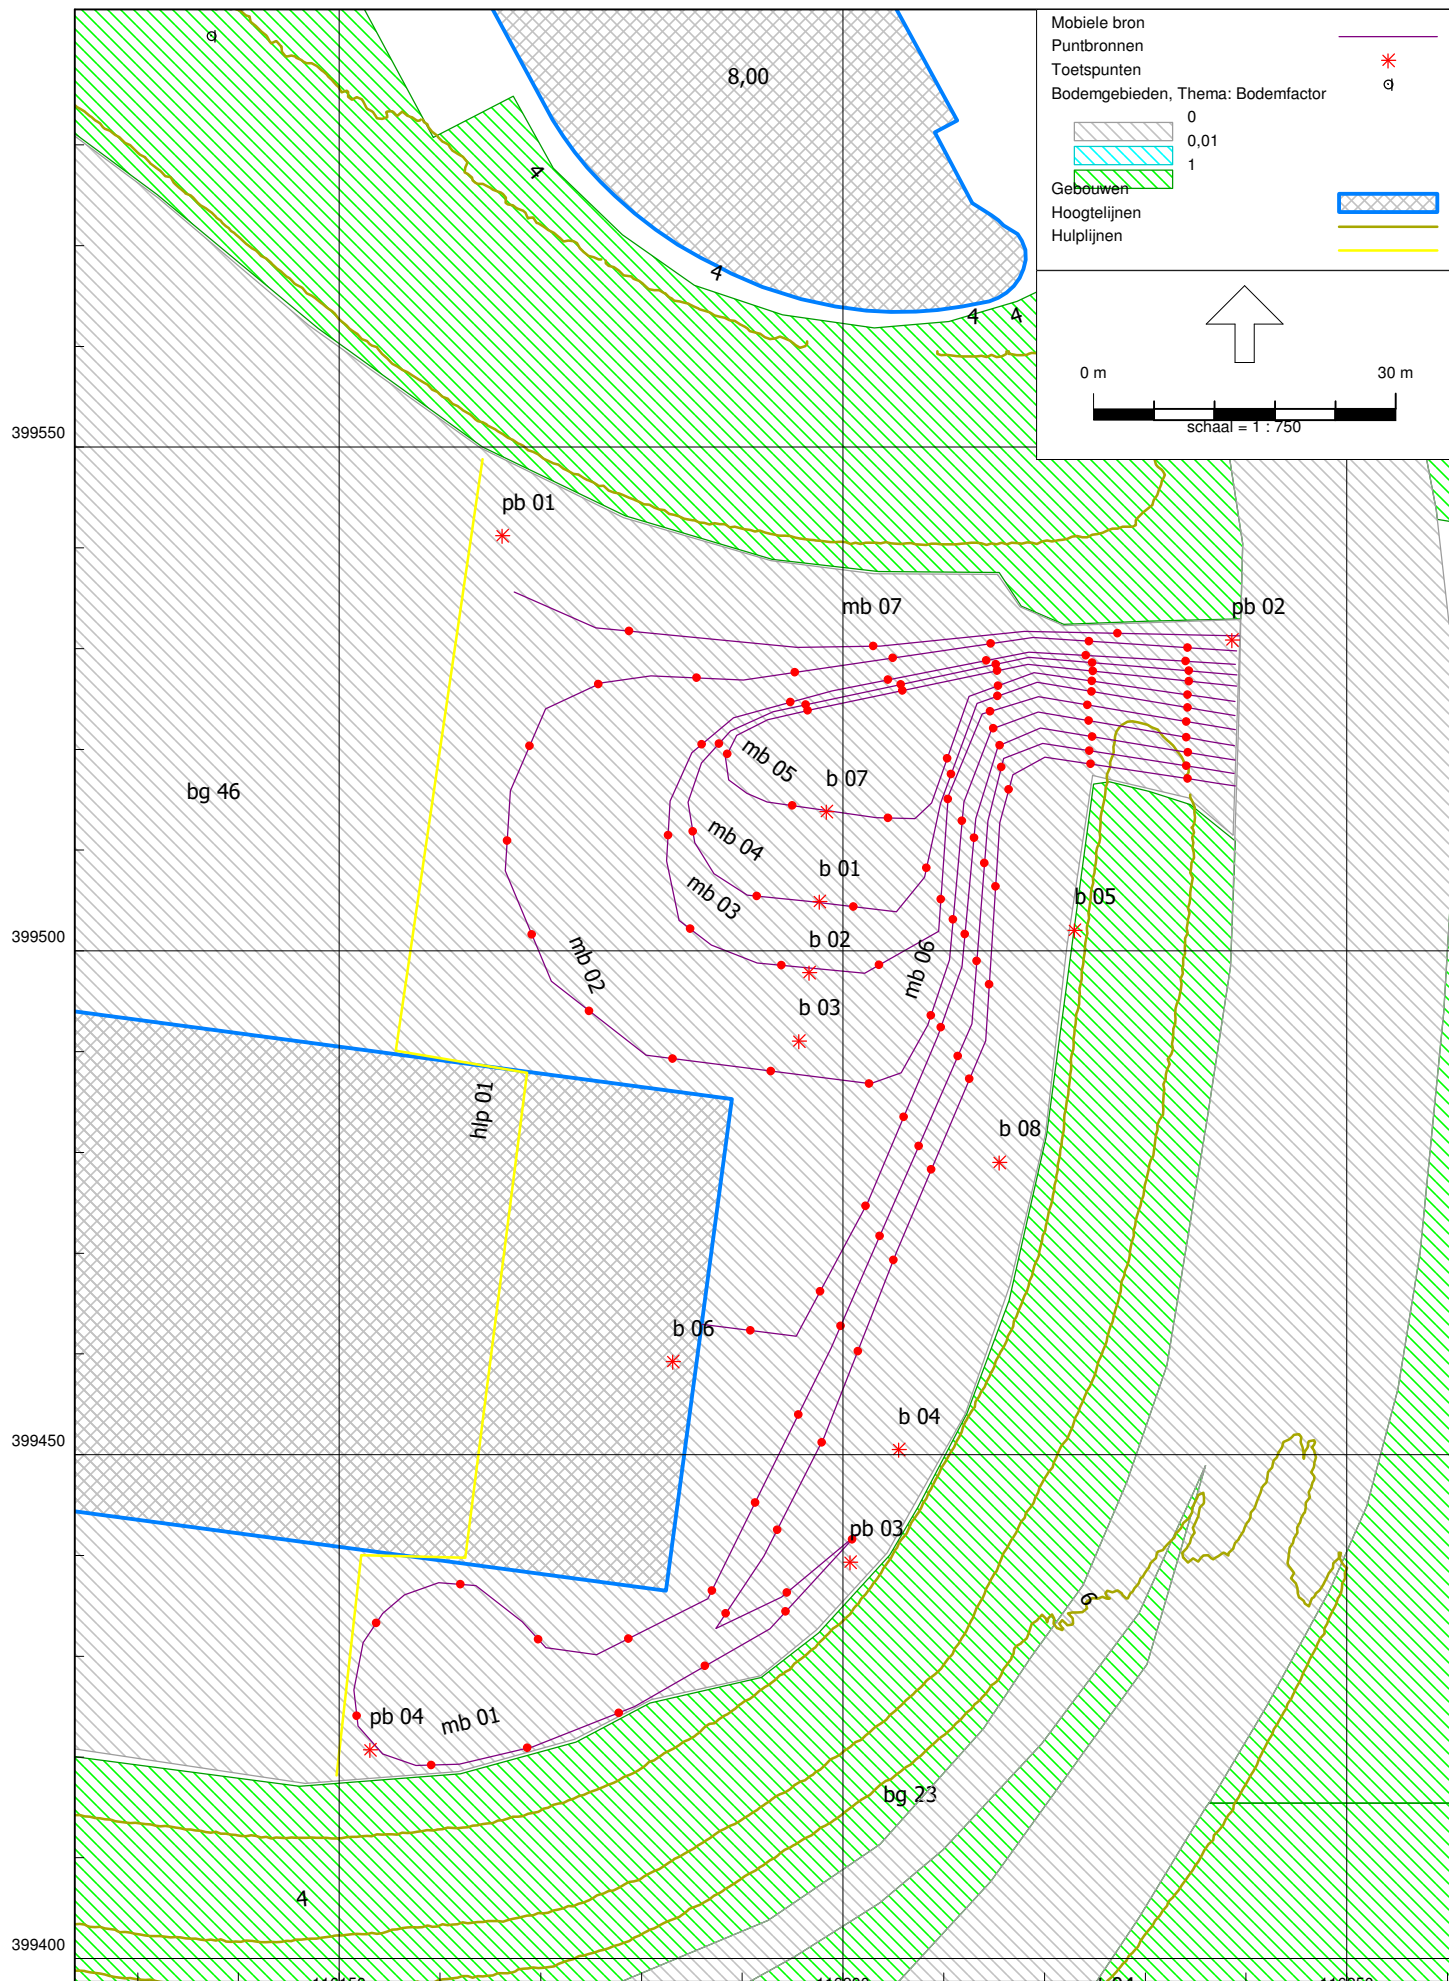 Mobiele bron
Puntbronnen
Toetspunten
Bodemgebieden, Thema: Bodemfactor
0
0,01
1
Gebouwen
Hoogtelijnen
Hulplijnen
0 m 30 m
schaal = 1 : 750
8,00
4
4
4
4
399550
pb 01
mb 07
pb 02
mb 05
b 07
bg 46
mb 04
b 01
mb 03
b 05
399500
b 02
mb 02
mb 06
b 03
hlp 01
b 08
b 06
b 04
399450
pb 03
6
pb 04
mb 01
bg 23
4
399400